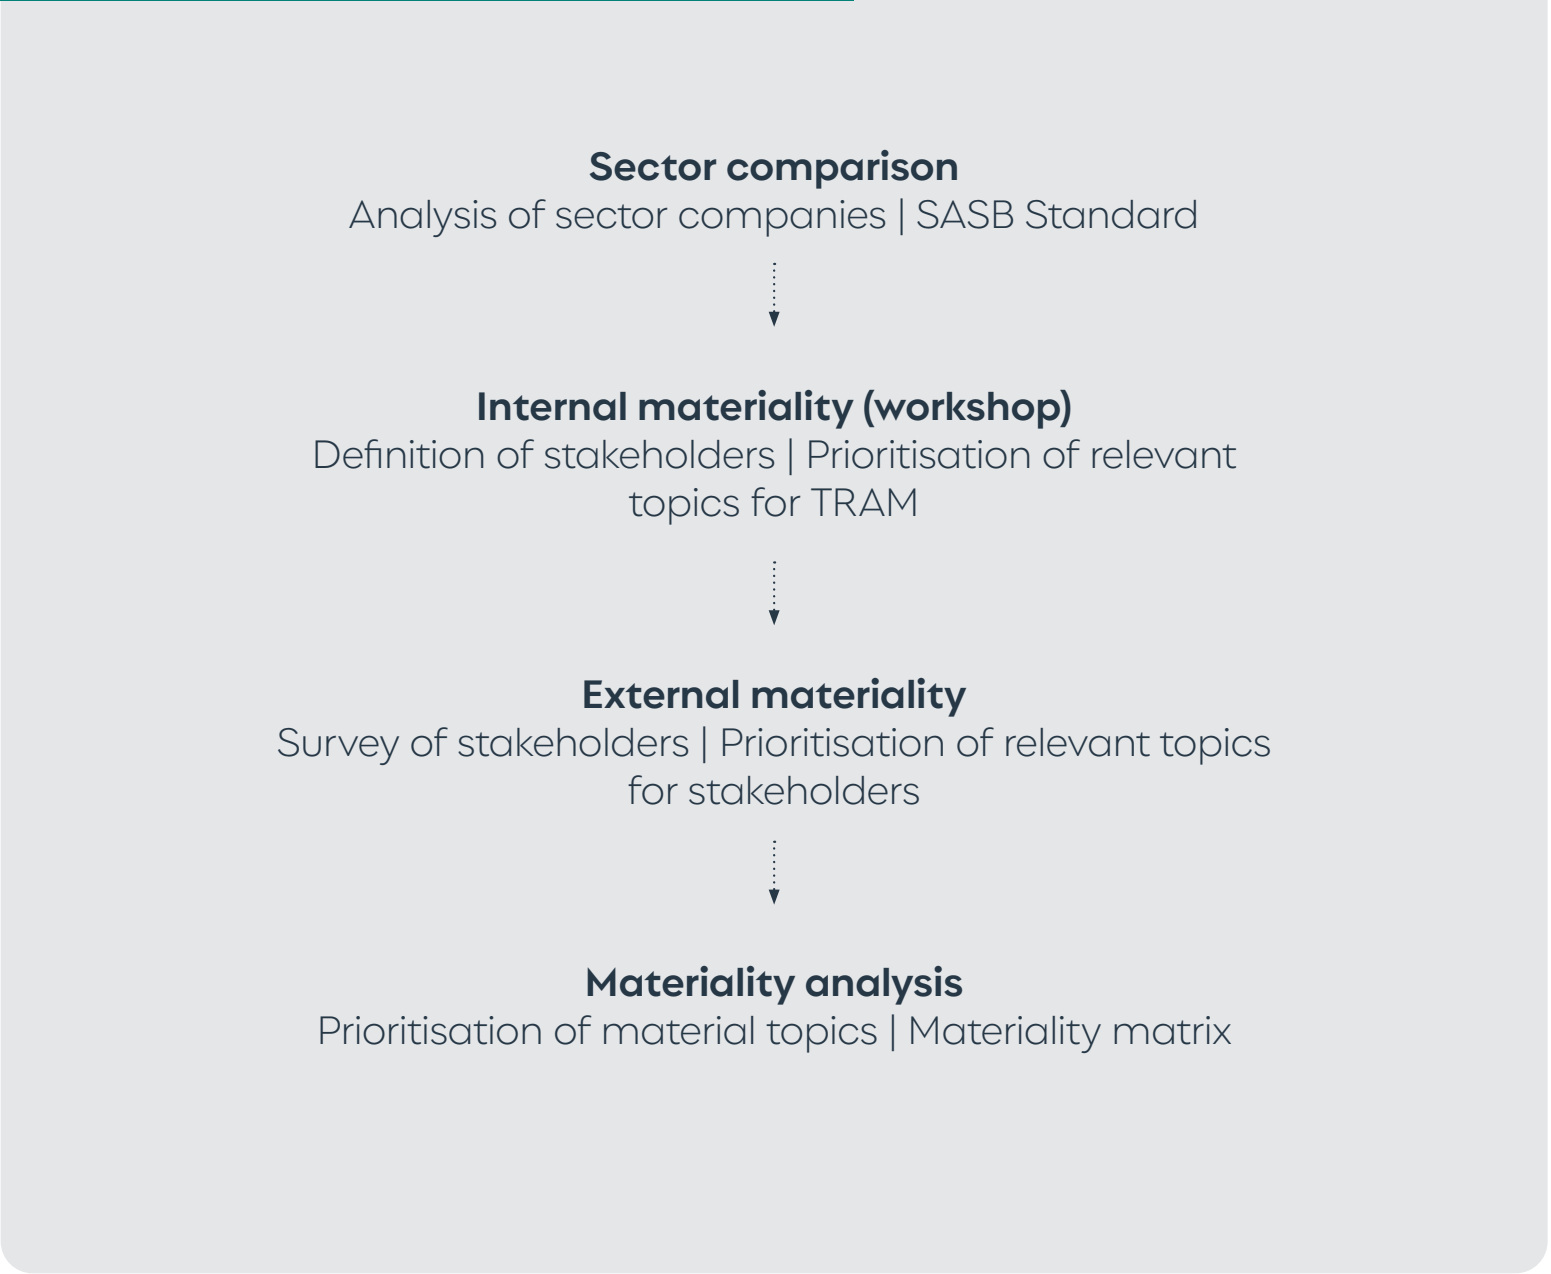 Sector comparison
Analysis of sector companies | SASB Standard
Internal materiality (workshop)
Definition of stakeholders | Prioritisation of relevant
topics for TRAM
External materiality
Survey of stakeholders | Prioritisation of relevant topics
for stakeholders
Materiality analysis
Prioritisation of material topics | Materiality matrix